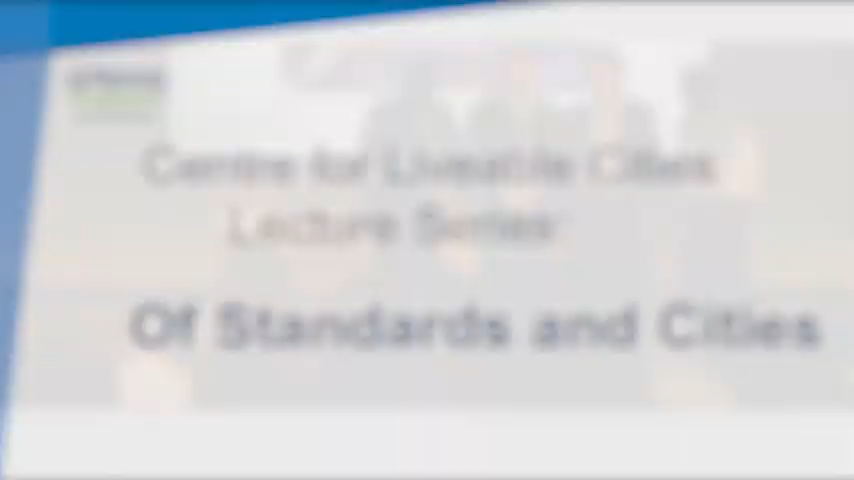 Centre for Liveable Cities
Lecture Series:
Of Standards and Cities